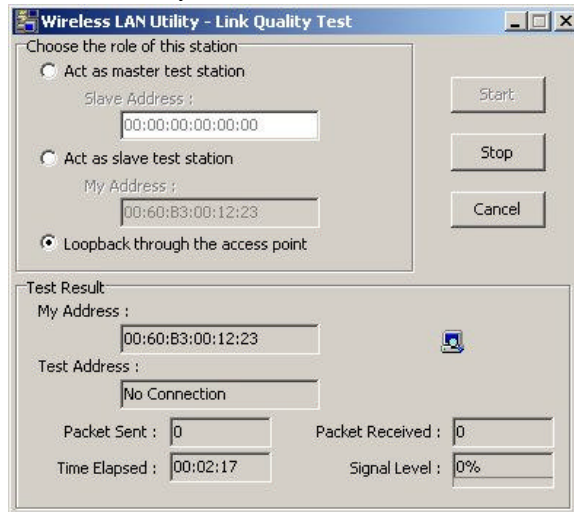 Wireless LAN Utility - Link Quality Test
Choose the role of this station
Act as master test station
Slave Address :
00:00:00:00:00:00
Act as slave test station
My Address :
00:60:B3:00:12:23
Loopback through the access point
Start
Stop
Cancel
Test Result
My Address :
00:60:B3:00:12:23
Test Address :
No Connection
Packet Sent : 0 Packet Received : 0
Time Elapsed : 00:02:17 Signal Level : 0%